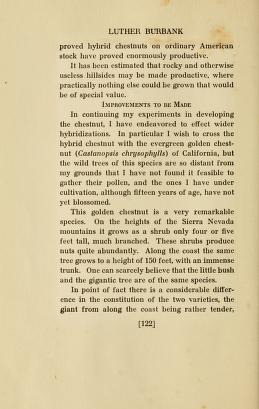 LUTHER BURBANK
proved hybrid chestnuts on ordinary American
stock have proved enormously productive.
It has been estimated that rocky and otherwise
useless hillsides may be made productive, where
practically nothing else could be grown that would
be of special value.
Improvements to be Made
In continuing my experiments in developing
the chestnut, I have endeavored to effect wider
hybridizations. In particular I wish to cross the
hybrid chestnut with the evergreen golden chest-
nut (Castanopsis chrysophylls) of California, but
the wild trees of this species are so distant from
my grounds that I have not found it feasible to
gather their pollen, and the ones I have under
cultivation, although fifteen years of age, have not
yet blossomed.
This golden chestnut is a very remarkable
species. On the heights of the Sierra Nevada
mountains it grows as a shrub only four or five
feet tall, much branched. These shrubs produce
nuts quite abundantly. Along the coast the same
tree grows to a height of 150 feet, with an immense
trunk. One can scarcely believe that the little bush
and the gigantic tree are of the same species.
In point of fact there is a considerable differ-
ence in the constitution of the two varieties, the
giant from along the coast being rather tender,
[122]